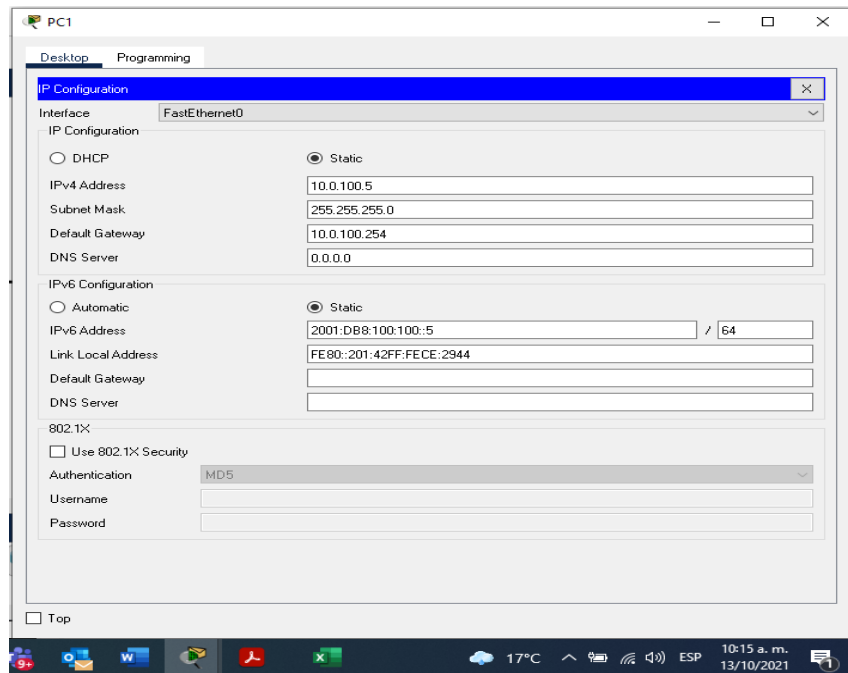 PC1
Desktop Programming
IP Configuration
Interface FastEthernet0
IP Configuration
DHCP Static
IPv4 Address 10.0.100.5
Subnet Mask 255.255.255.0
Default Gateway 10.0.100.254
DNS Server 0.0.0.0
IPv6 Configuration
Automatic Static
IPv6 Address 2001:DB8:100:100::5 / 64
Link Local Address FE80::201:42FF:FECE:2944
Default Gateway
DNS Server
802.1X
Use 802.1X Security
Authentication MD5
Username
Password
Top
9+ 17°C ESP 10:15 a. m.
13/10/2021 1